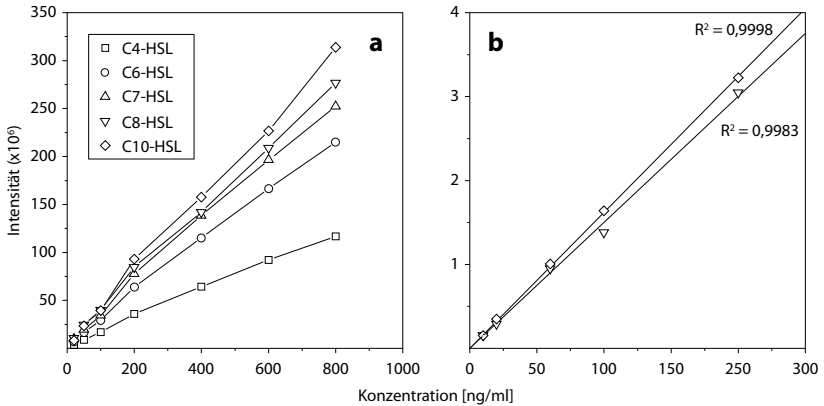 350
300
250
200
150
100
50
0
200
400
600
800
1000
Intensität (x10⁶)
C4-HSL
C6-HSL
C7-HSL
C8-HSL
C10-HSL
a
b
4
3
2
1
0
50
100
150
200
250
300
R² = 0,9998
R² = 0,9983
Konzentration [ng/ml]